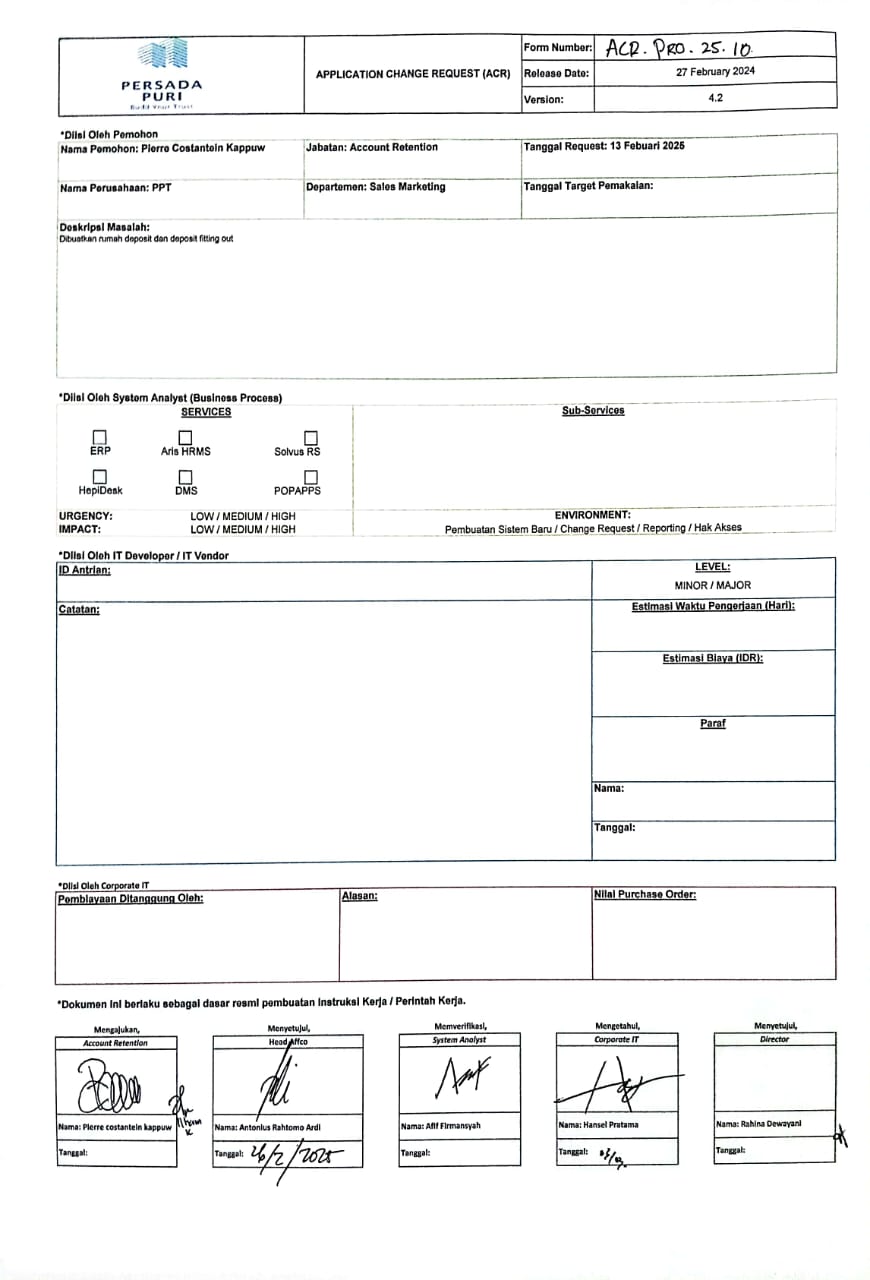 PERSADA
PURI
Build Your Trust
APPLICATION CHANGE REQUEST (ACR)
Form Number: ACR. PRO. 25. 10
Release Date: 27 February 2024
Version: 4.2
*Diisi Oleh Pemohon
Nama Pemohon: Pierre Costantein Kappuw
Jabatan: Account Retention
Tanggal Request: 13 Febuari 2025
Nama Perusahaan: PPT
Departemen: Sales Marketing
Tanggal Target Pemakaian:
Deskripsi Masalah:
Dibuatkan rumah deposit dan deposit fitting out
*Diisi Oleh System Analyst (Business Process)
SERVICES
Sub-Services
ERP
Aris HRMS
Solvus RS
HepiDesk
DMS
POPAPPS
URGENCY: LOW / MEDIUM / HIGH
IMPACT: LOW / MEDIUM / HIGH
ENVIRONMENT:
Pembuatan Sistem Baru / Change Request / Reporting / Hak Akses
*Diisi Oleh IT Developer / IT Vendor
ID Antrian:
LEVEL:
MINOR / MAJOR
Catatan:
Estimasi Waktu Pengerjaan (Hari):
Estimasi Biaya (IDR):
Paraf
Nama:
Tanggal:
*Diisi Oleh Corporate IT
Pembiayaan Ditanggung Oleh:
Alasan:
Nilai Purchase Order:
*Dokumen ini berlaku sebagai dasar resmi pembuatan Instruksi Kerja / Perintah Kerja.
Mengajukan,
Account Retention
Nama: Pierre costantein kappuw
Tanggal:
Menyetujui,
Head Affco
Nama: Antonius Rahtomo Ardi
Tanggal: 26/2/2025
Memverifikasi,
System Analyst
Nama: Afif Firmansyah
Tanggal:
Mengetahui,
Corporate IT
Nama: Hansel Pratama
Tanggal:
Menyetujui,
Director
Nama: Rahina Dewayani
Tanggal: